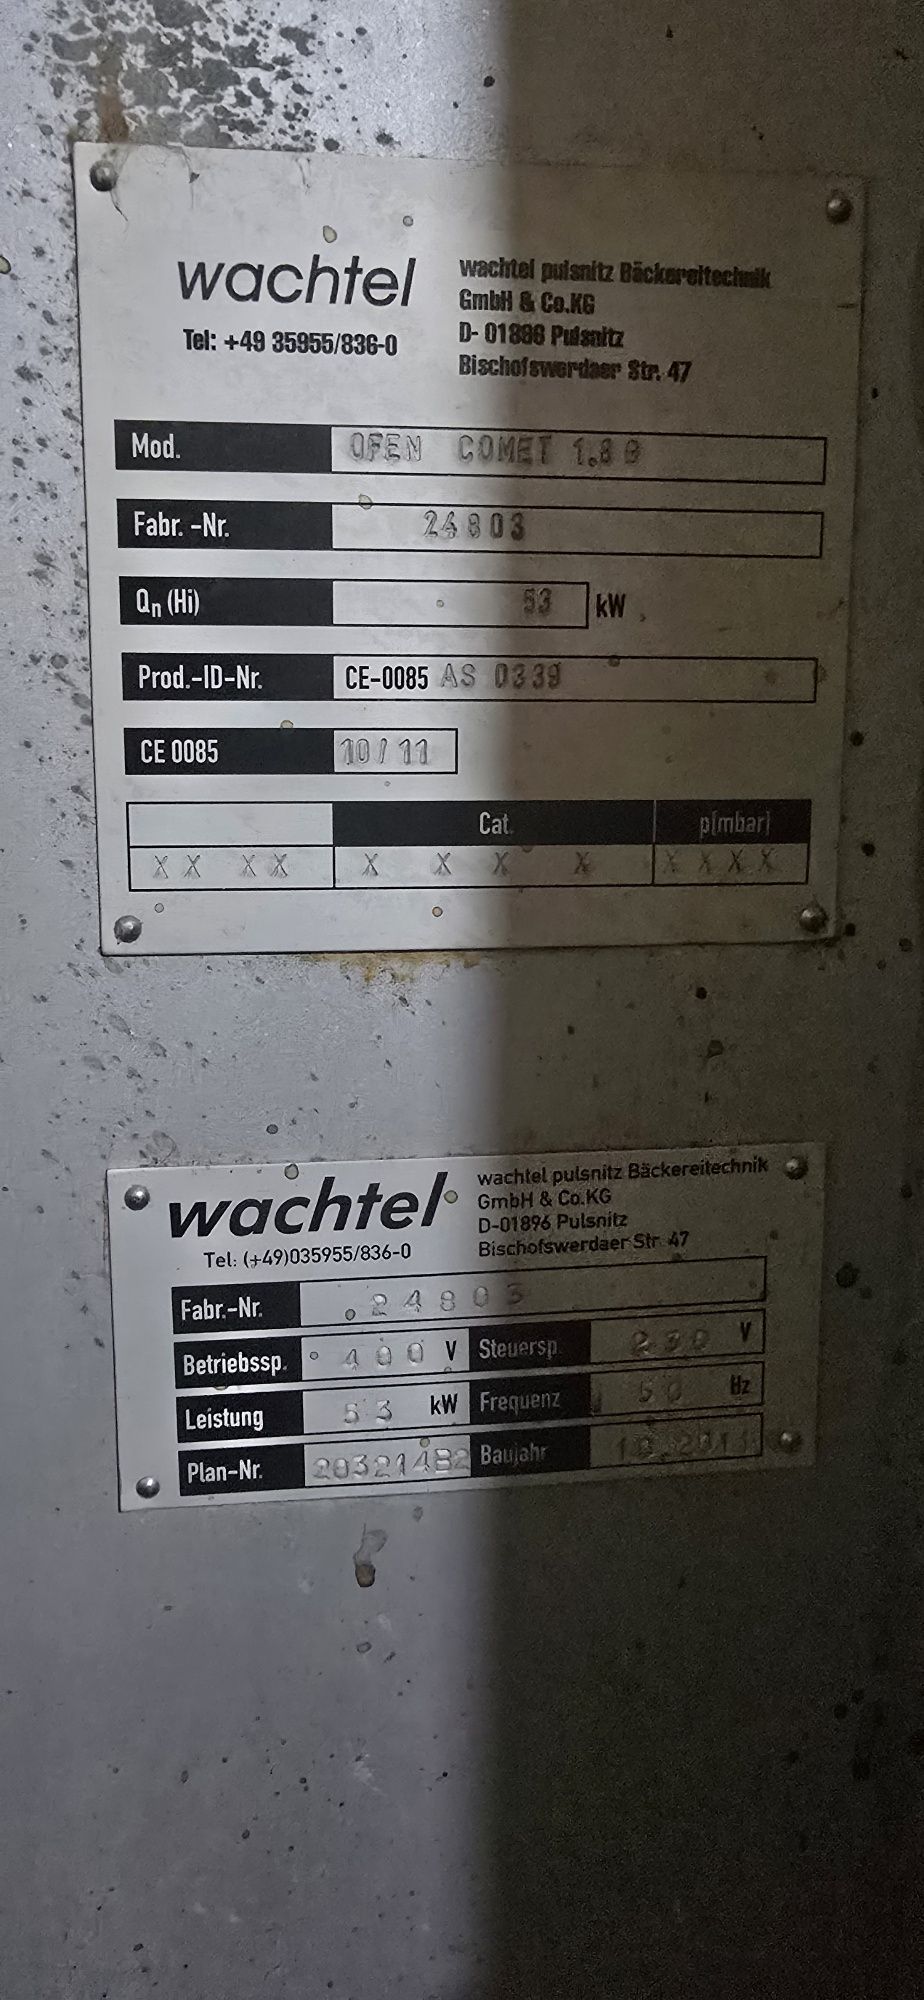 wachtel
Tel: +49 35955/836-0
wachtel pulsnitz Bäckereitechnik
GmbH & Co.KG
D- 01896 Pulsnitz
Bischofswerdaer Str. 47
Mod. OFEN COMET 1.8
Fabr. -Nr. 24803
Qn (Hi) 53 kW
Prod.-ID-Nr. CE-0085 AS 0339
CE 0085 10/11
Cat. p(mbar)
XX XX X X X X X X X X
wachtel
Tel: (+49)035955/836-0
wachtel pulsnitz Bäckereitechnik
GmbH & Co.KG
D-01896 Pulsnitz
Bischofswerdaer Str. 47
Fabr.-Nr. 24803
Betriebssp. 400 V Steuersp. 230 V
Leistung 53 kW Frequenz 50 Hz
Plan-Nr. Baujahr 10.2011